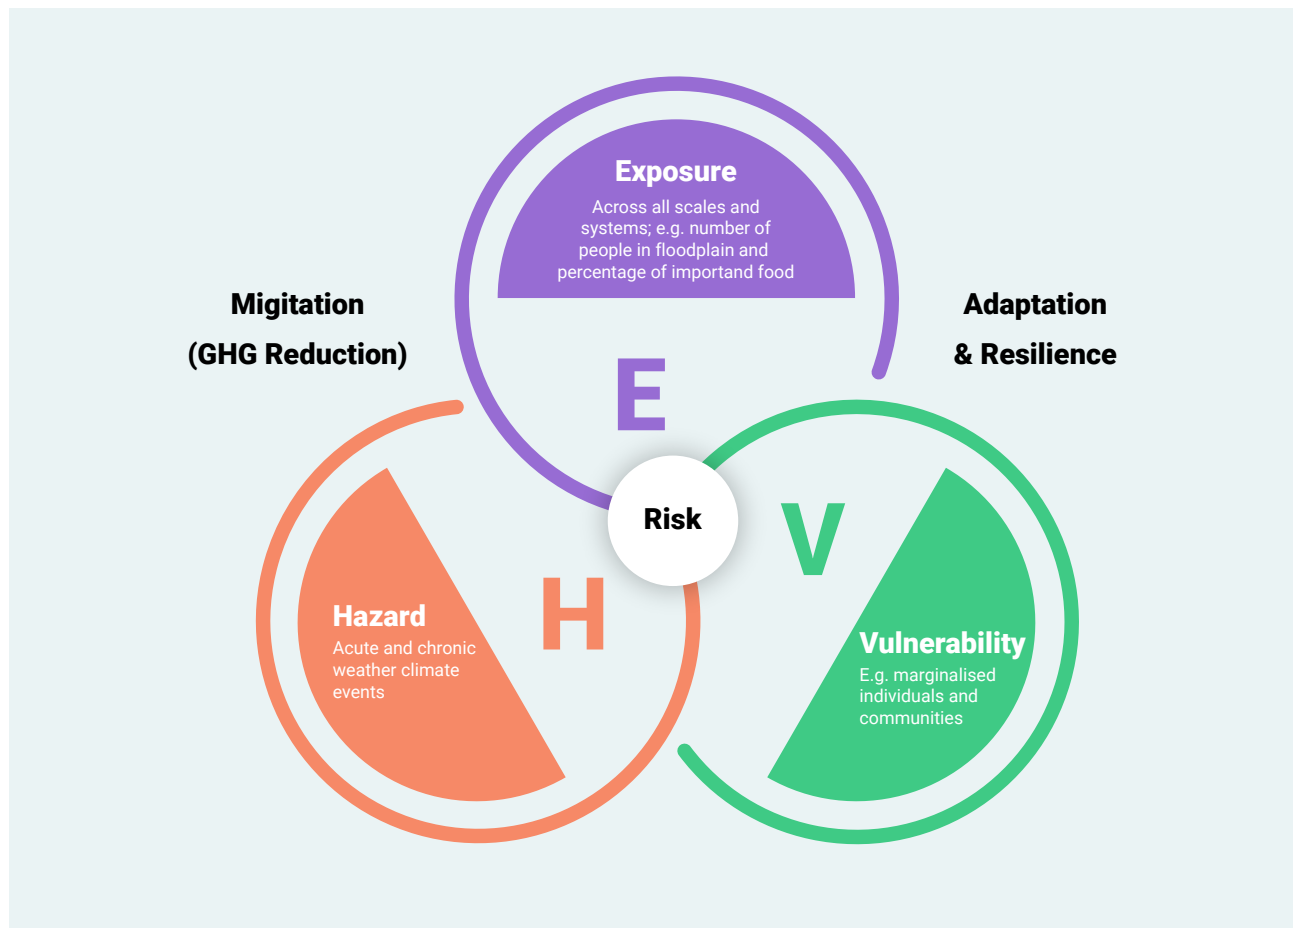 Exposure
Across all scales and
systems; e.g. number of
people in floodplain and
percentage of importand food
Migitation
(GHG Reduction)
Adaptation
& Resilience
E
Risk
V
H
Hazard
Acute and chronic
weather climate
events
Vulnerability
E.g. marginalised
individuals and
communities